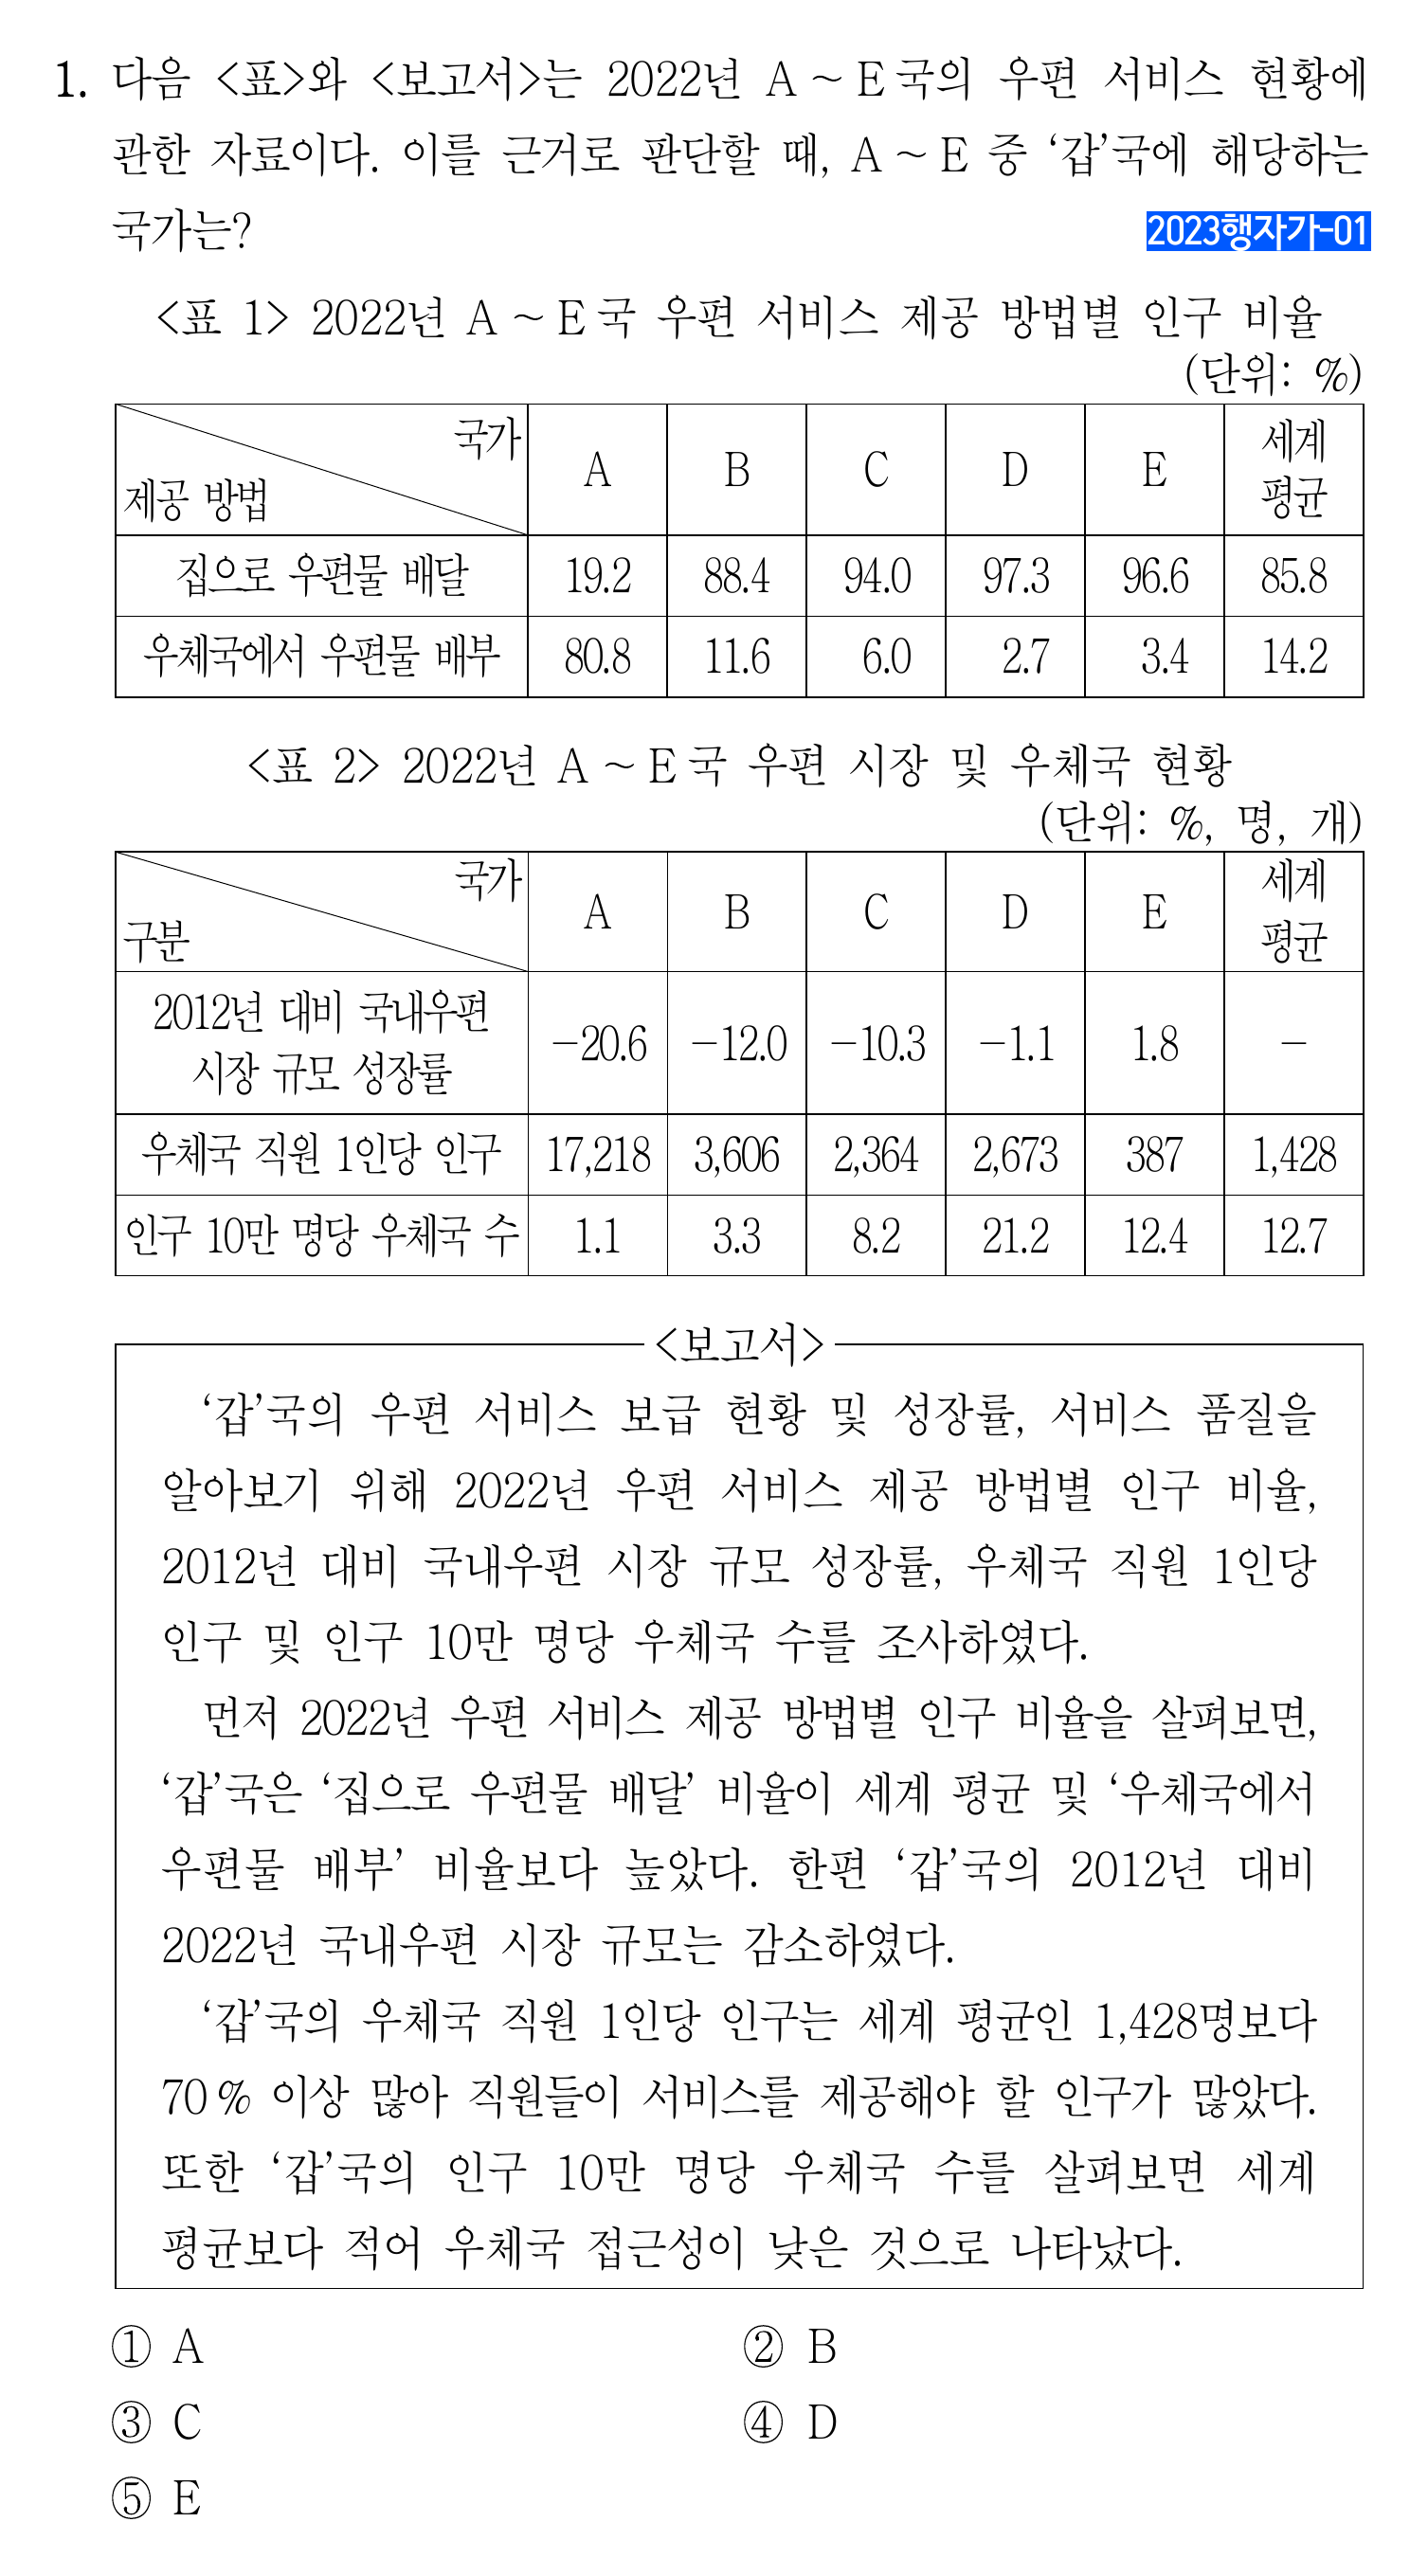 1. 다음 <표>와 <보고서>는 2022년 A ~ E국의 우편 서비스 현황에
관한 자료이다. 이를 근거로 판단할 때, A ~ E 중 ‘갑’국에 해당하는
국가는?
2023행자가-01
<표 1> 2022년 A ~ E국 우편 서비스 제공 방법별 인구 비율
(단위: %)
국가 제공 방법 A B C D E 세계 평균
집으로 우편물 배달 19.2 88.4 94.0 97.3 96.6 85.8
우체국에서 우편물 배부 80.8 11.6 6.0 2.7 3.4 14.2
<표 2> 2022년 A ~ E국 우편 시장 및 우체국 현황
(단위: %, 명, 개)
국가 구분 A B C D E 세계 평균
2012년 대비 국내우편
시장 규모 성장률 -20.6 -12.0 -10.3 -1.1 1.8 -
우체국 직원 1인당 인구 17,218 3,606 2,364 2,673 387 1,428
인구 10만 명당 우체국 수 1.1 3.3 8.2 21.2 12.4 12.7
<보고서>
‘갑’국의 우편 서비스 보급 현황 및 성장률, 서비스 품질을
알아보기 위해 2022년 우편 서비스 제공 방법별 인구 비율,
2012년 대비 국내우편 시장 규모 성장률, 우체국 직원 1인당
인구 및 인구 10만 명당 우체국 수를 조사하였다.
먼저 2022년 우편 서비스 제공 방법별 인구 비율을 살펴보면,
‘갑’국은 ‘집으로 우편물 배달’ 비율이 세계 평균 및 ‘우체국에서
우편물 배부’ 비율보다 높았다. 한편 ‘갑’국의 2012년 대비
2022년 국내우편 시장 규모는 감소하였다.
‘갑’국의 우체국 직원 1인당 인구는 세계 평균인 1,428명보다
70 % 이상 많아 직원들이 서비스를 제공해야 할 인구가 많았다.
또한 ‘갑’국의 인구 10만 명당 우체국 수를 살펴보면 세계
평균보다 적어 우체국 접근성이 낮은 것으로 나타났다.
① A ② B
③ C ④ D
⑤ E